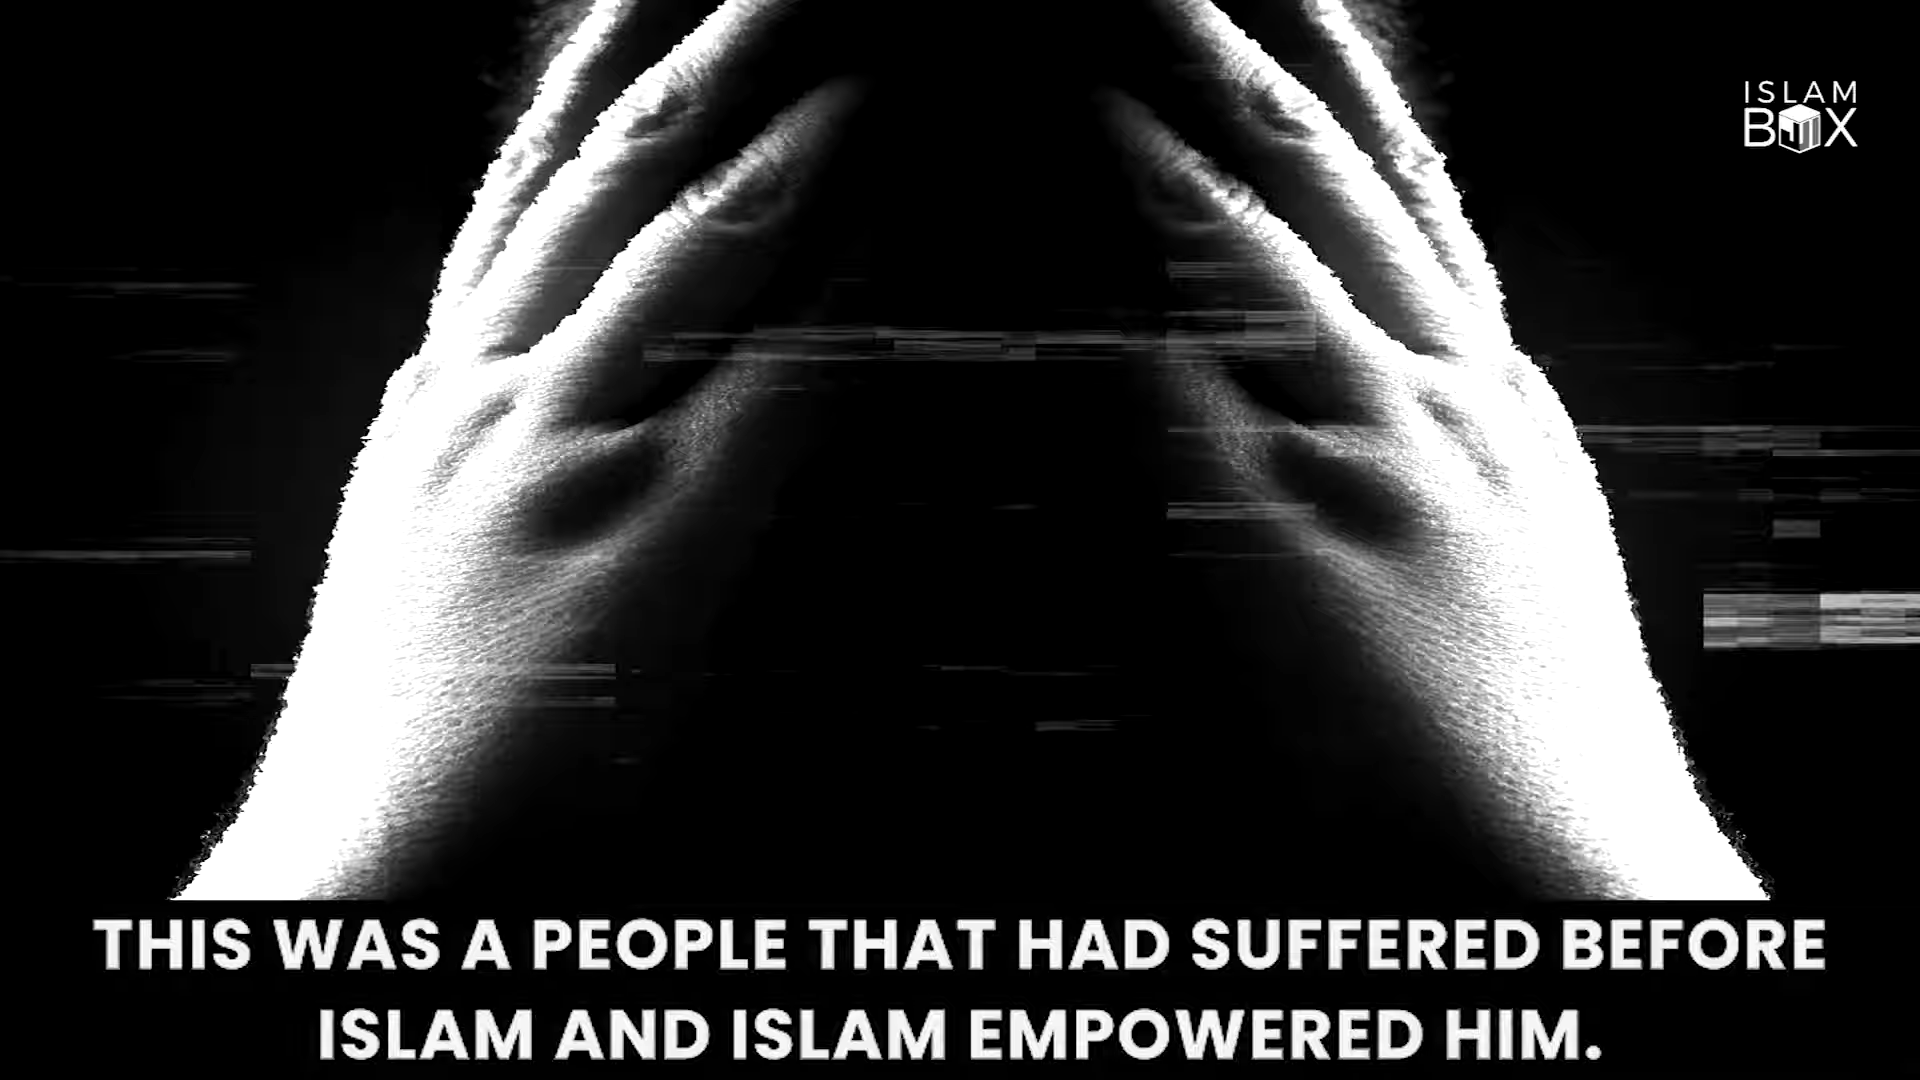 ISLAM
BOX
THIS WAS A PEOPLE THAT HAD SUFFERED BEFORE
ISLAM AND ISLAM EMPOWERED HIM.